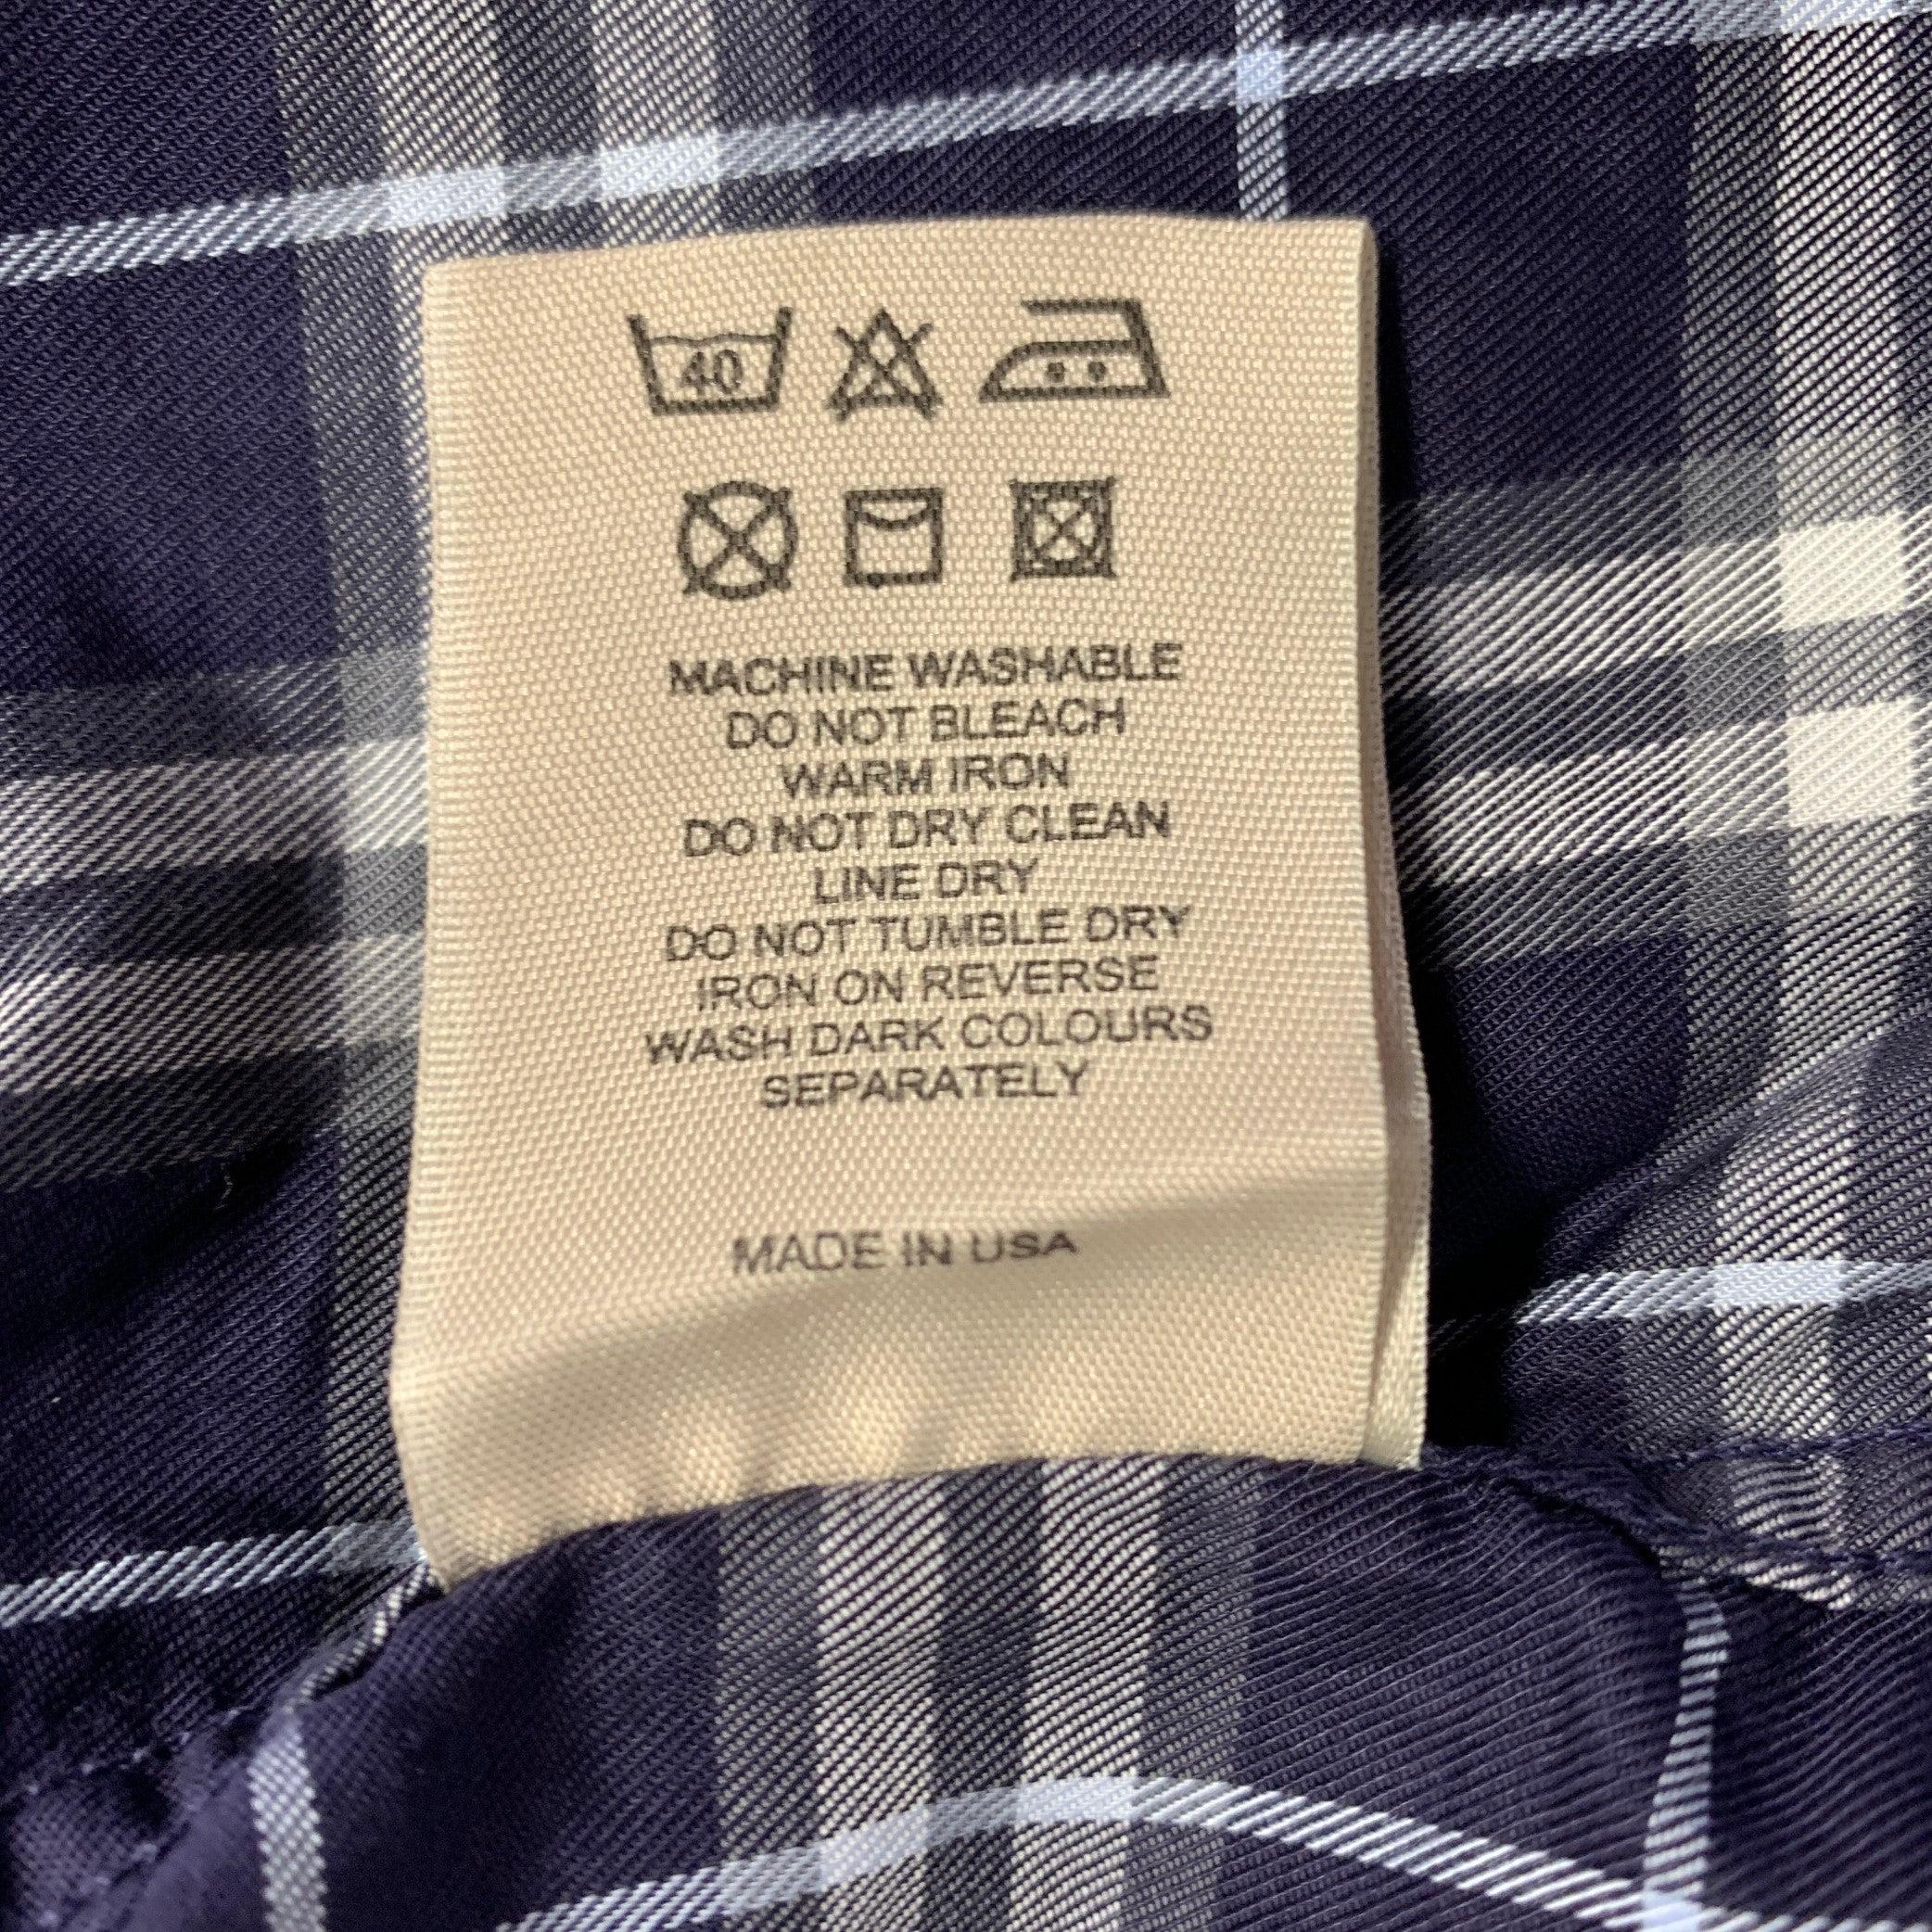 40
MACHINE WASHABLE
DO NOT BLEACH
WARM IRON
DO NOT DRY CLEAN
LINE DRY
DO NOT TUMBLE DRY
IRON ON REVERSE
WASH DARK COLOURS
SEPARATELY
MADE IN USA